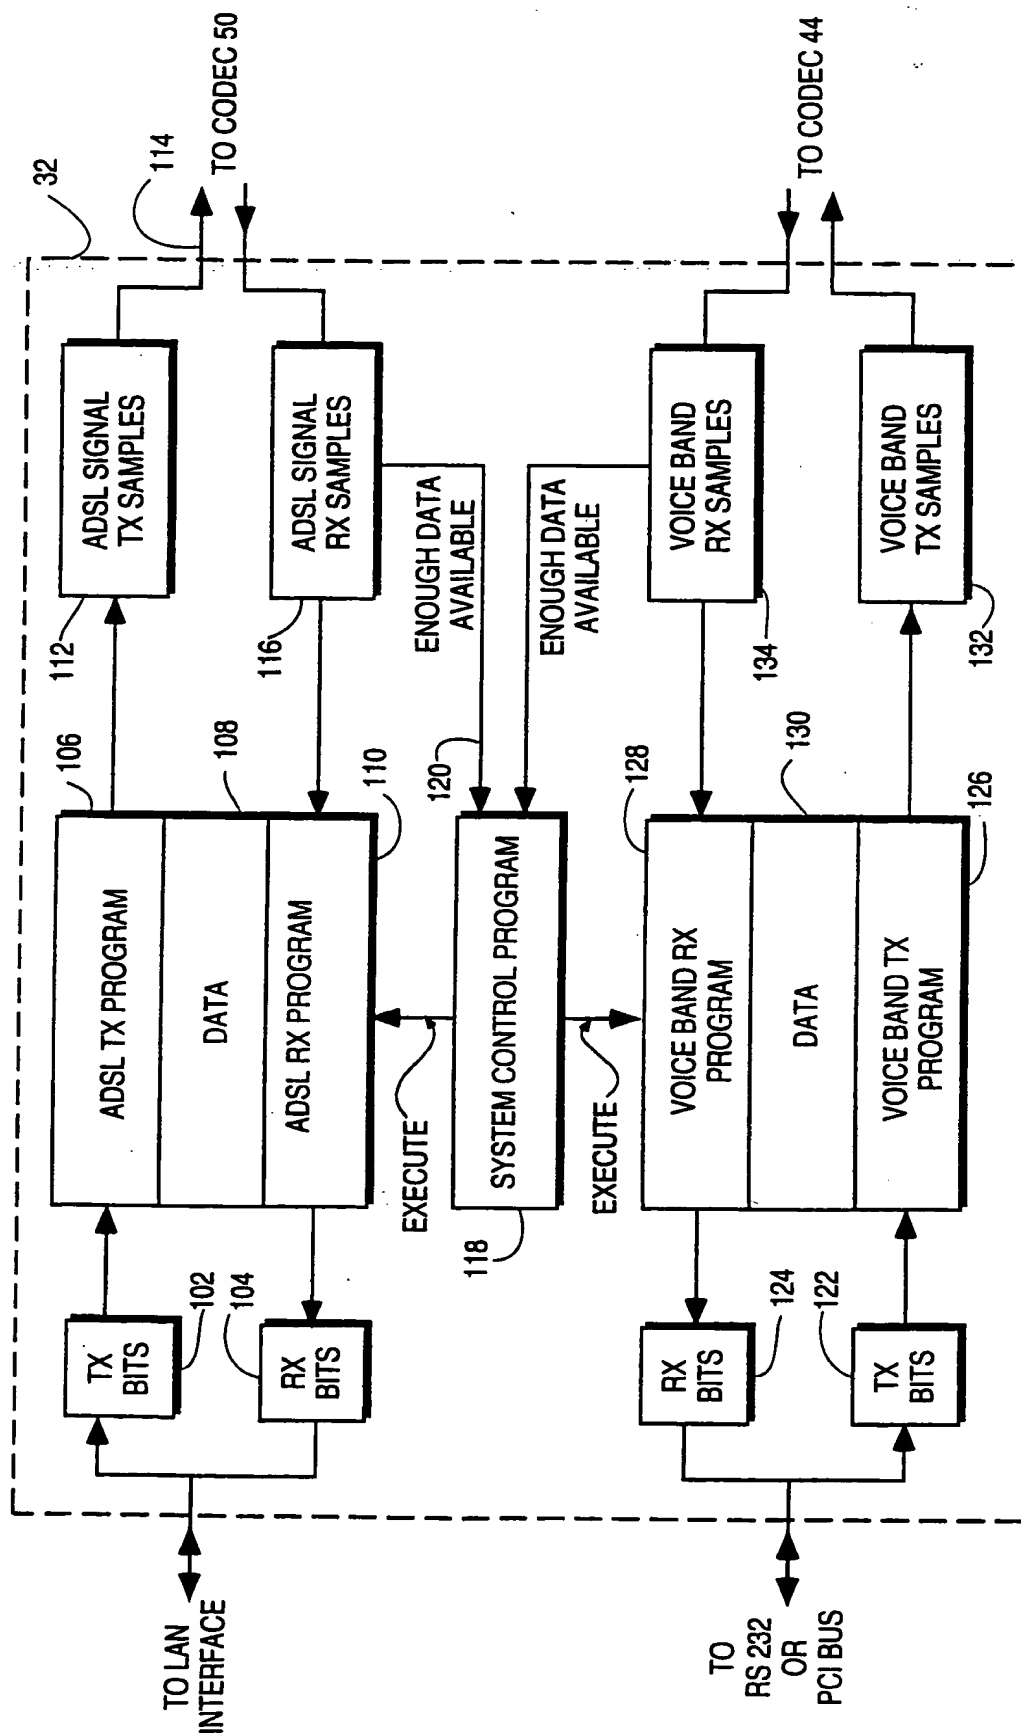 32
114
TO CODEC 50
ADSL SIGNAL
TX SAMPLES
112
ADSL SIGNAL
RX SAMPLES
116
ENOUGH DATA
AVAILABLE
ENOUGH DATA
AVAILABLE
VOICE BAND
RX SAMPLES
134
VOICE BAND
TX SAMPLES
132
TO CODEC 44
106
ADSL TX PROGRAM
108
DATA
110
ADSL RX PROGRAM
120
EXECUTE
SYSTEM CONTROL PROGRAM
118
EXECUTE
128
VOICE BAND RX
PROGRAM
130
DATA
VOICE BAND TX
PROGRAM
126
TX
BITS
102
104
RX
BITS
RX
BITS
124
122
TX
BITS
TO LAN
INTERFACE
TO
RS 232
OR
PCI BUS